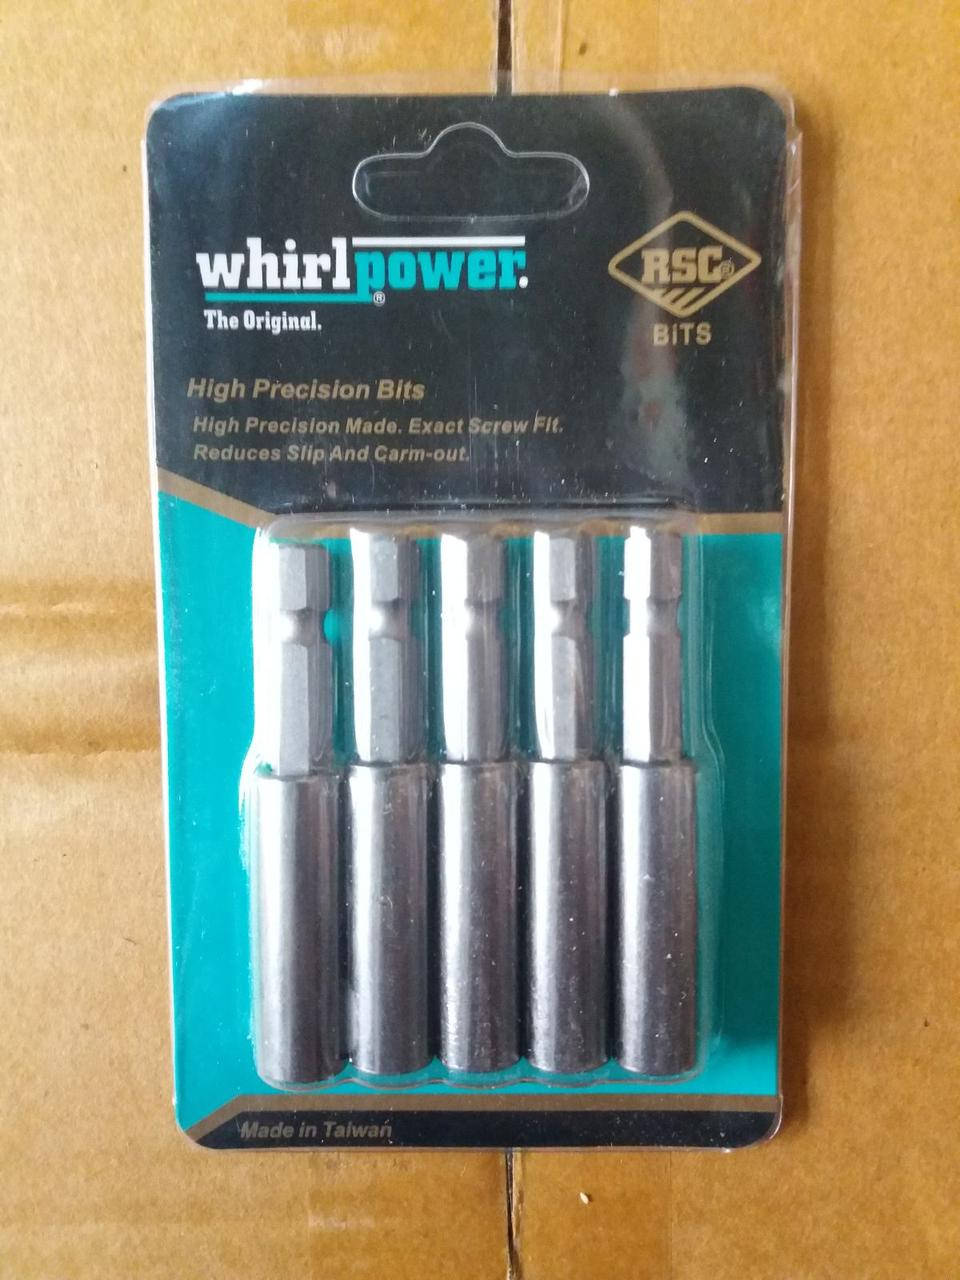 whirlpower.
®
The Original.
RSC®
BiTS
High Precision Bits
High Precision Made. Exact Screw Fit.
Reduces Slip And Carm-out.
Made in Taiwan